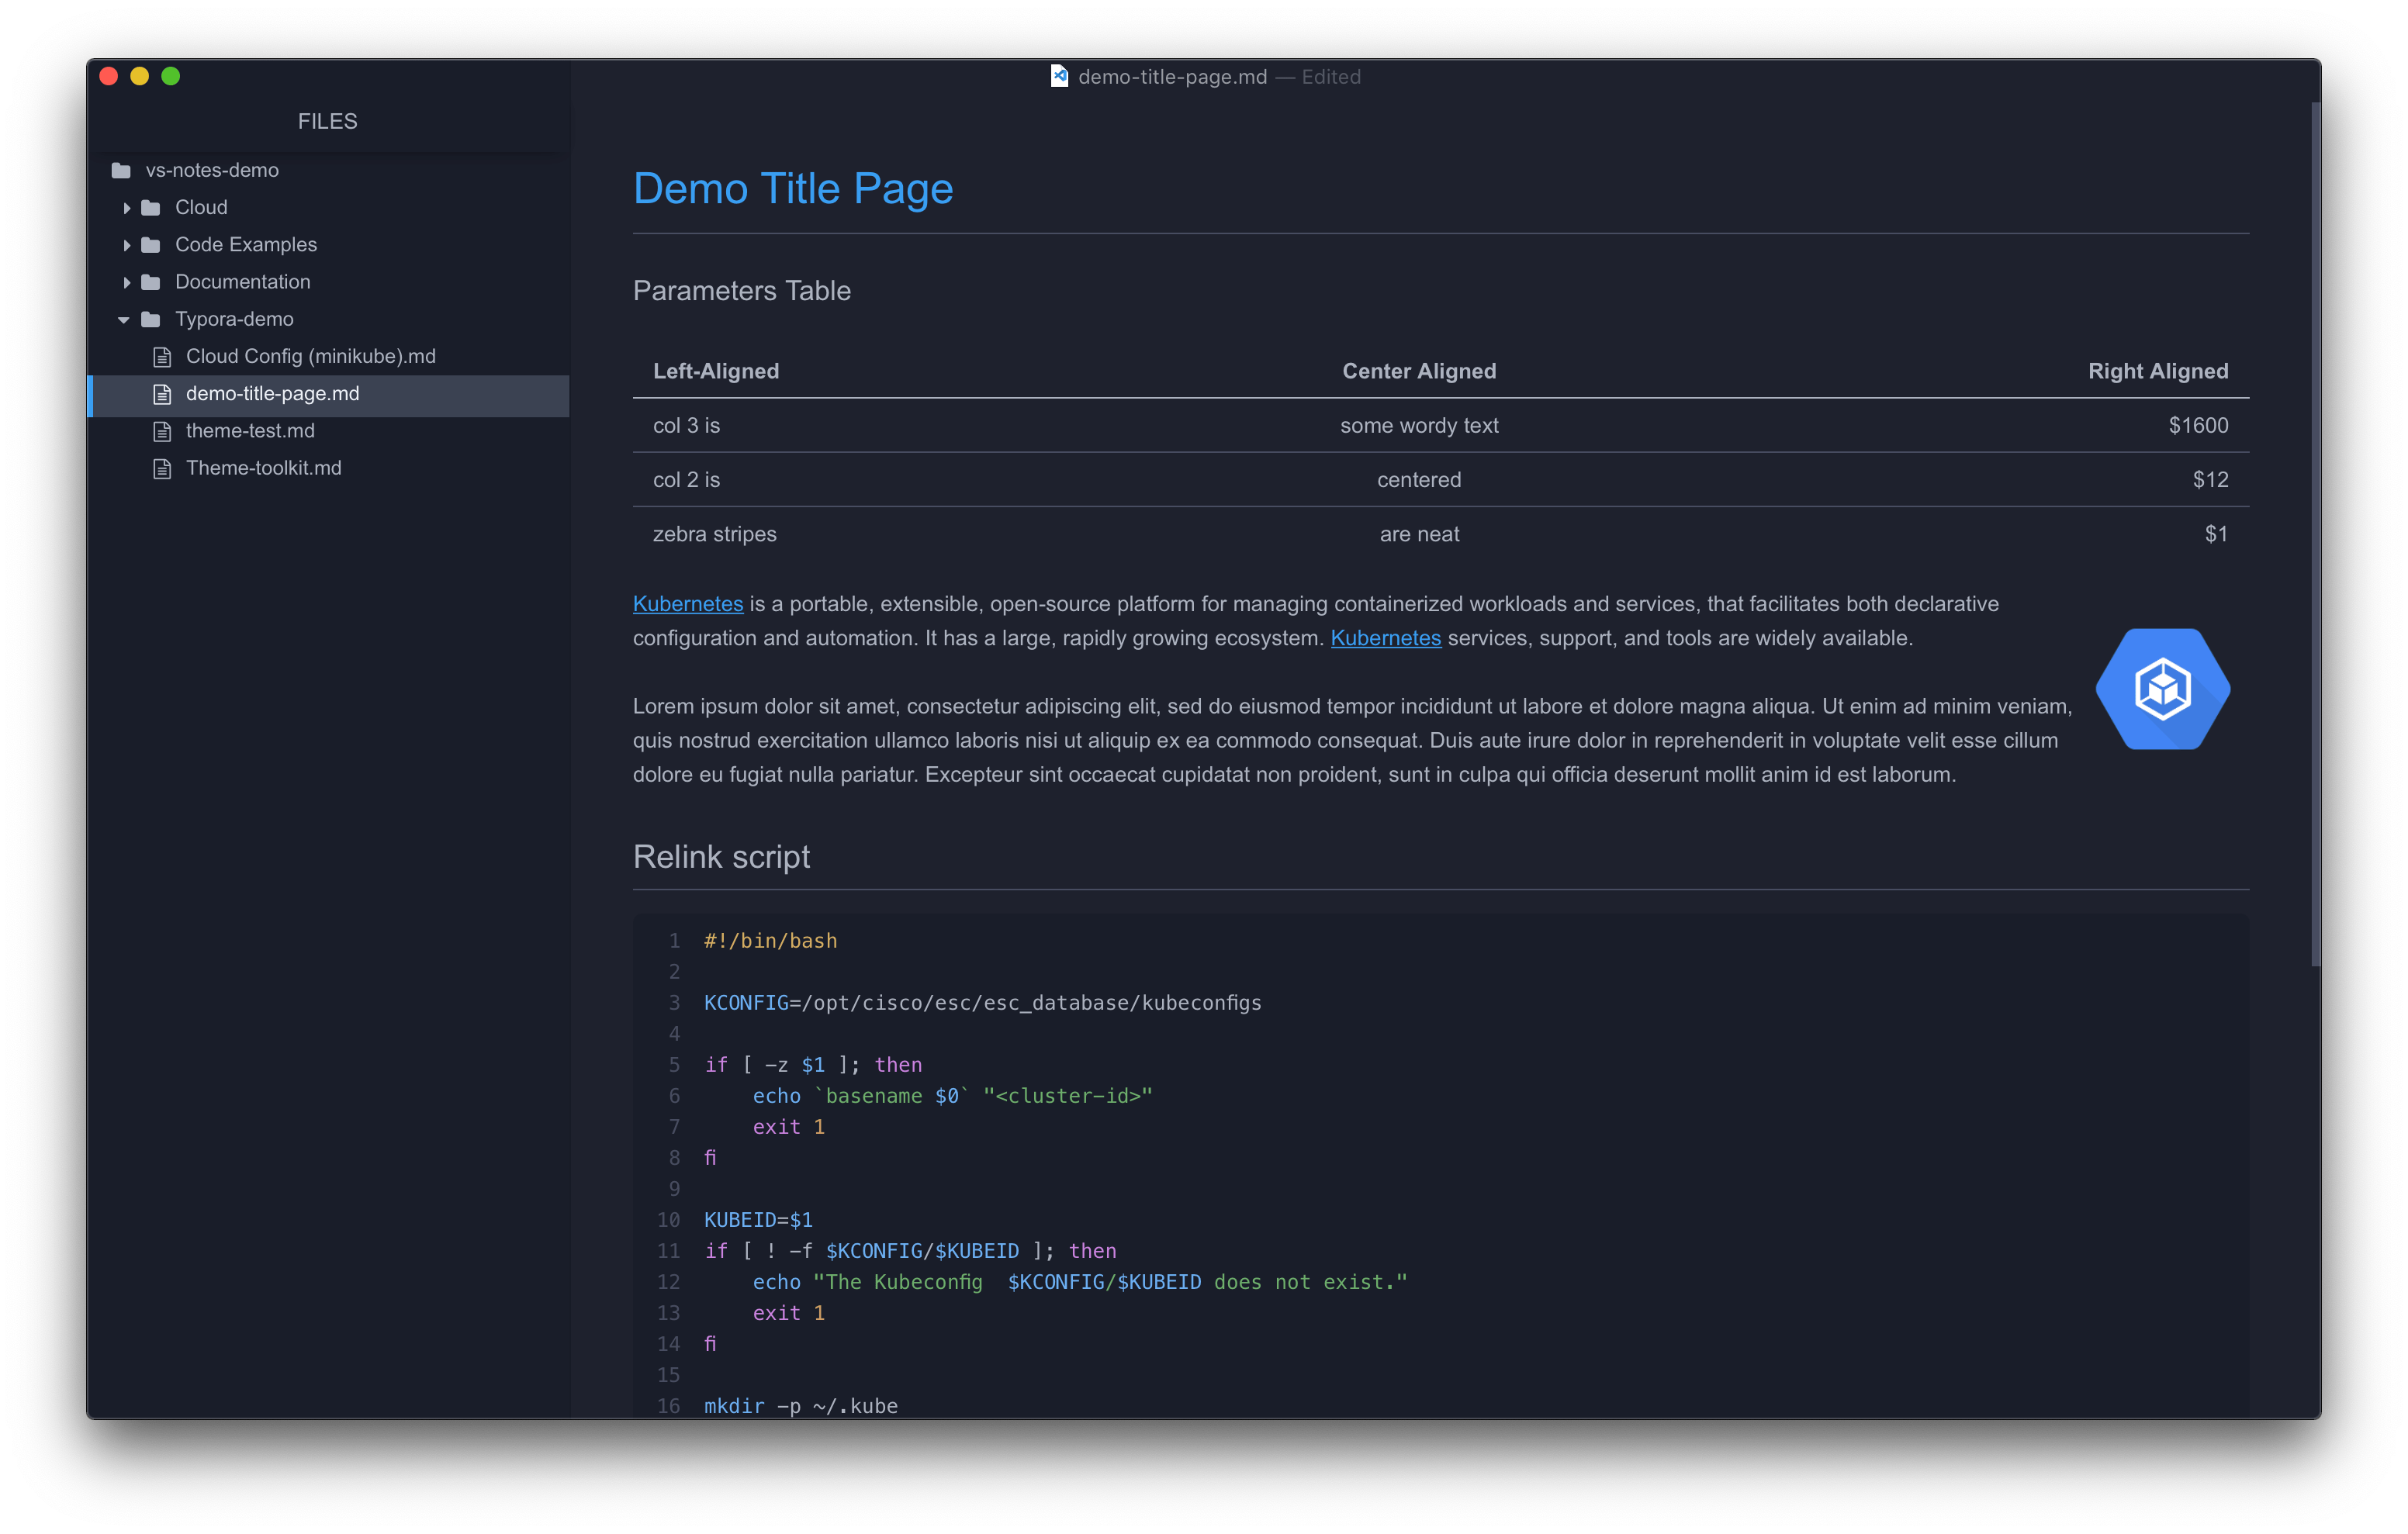 demo-title-page.md — Edited
FILES
vs-notes-demo
Cloud
Code Examples
Documentation
Typora-demo
Cloud Config (minikube).md
demo-title-page.md
theme-test.md
Theme-toolkit.md
Demo Title Page
Parameters Table
Left-Aligned Center Aligned Right Aligned
col 3 is some wordy text $1600
col 2 is centered $12
zebra stripes are neat $1
Kubernetes is a portable, extensible, open-source platform for managing containerized workloads and services, that facilitates both declarative
configuration and automation. It has a large, rapidly growing ecosystem. Kubernetes services, support, and tools are widely available.
Lorem ipsum dolor sit amet, consectetur adipiscing elit, sed do eiusmod tempor incididunt ut labore et dolore magna aliqua. Ut enim ad minim veniam,
quis nostrud exercitation ullamco laboris nisi ut aliquip ex ea commodo consequat. Duis aute irure dolor in reprehenderit in voluptate velit esse cillum
dolore eu fugiat nulla pariatur. Excepteur sint occaecat cupidatat non proident, sunt in culpa qui officia deserunt mollit anim id est laborum.
Relink script
1 #!/bin/bash
2
3 KCONFIG=/opt/cisco/esc/esc_database/kubeconfigs
4
5 if [ -z $1 ]; then
6     echo `basename $0` "<cluster-id>"
7     exit 1
8 fi
9
10 KUBEID=$1
11 if [ ! -f $KCONFIG/$KUBEID ]; then
12     echo "The Kubeconfig  $KCONFIG/$KUBEID does not exist."
13     exit 1
14 fi
15
16 mkdir -p ~/.kube